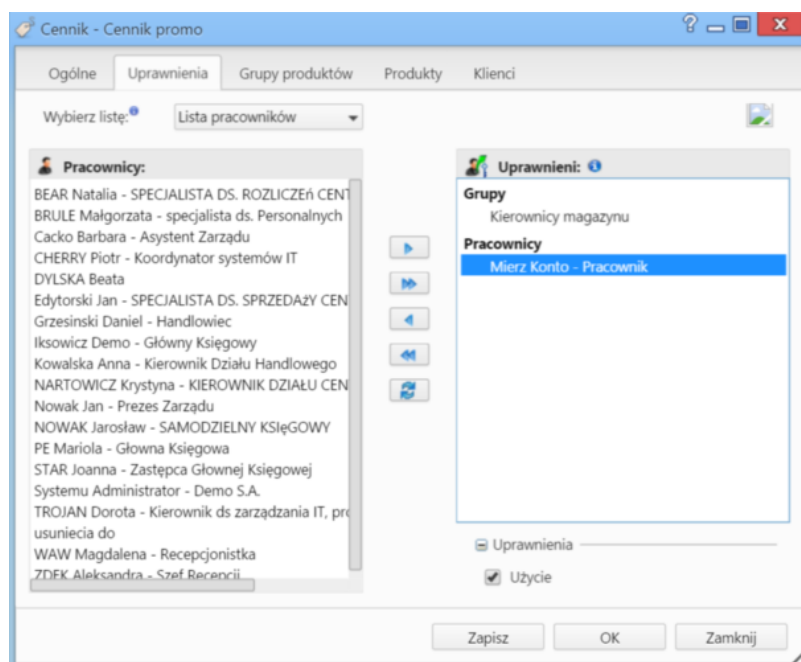 Cennik - Cennik promo
Ogólne Uprawnienia Grupy produktów Produkty Klienci
Wybierz listę: Lista pracowników
Pracownicy:
BEAR Natalia - SPECJALISTA DS. ROZLICZEń CENT
BRULE Małgorzata - specjalista ds. Personalnych
Cacko Barbara - Asystent Zarządu
CHERRY Piotr - Koordynator systemów IT
DYLSKA Beata
Edytorski Jan - SPECJALISTA DS. SPRZEDAżY CEN
Grzesinski Daniel - Handlowiec
Iksowicz Demo - Główny Księgowy
Kowalska Anna - Kierownik Działu Handlowego
NARTOWICZ Krystyna - KIEROWNIK DZIAŁU CEN
Nowak Jan - Prezes Zarządu
NOWAK Jarosław - SAMODZIELNY KSIęGOWY
PE Mariola - Głowna Księgowa
STAR Joanna - Zastępca Głownej Księgowej
Systemu Administrator - Demo S.A.
TROJAN Dorota - Kierownik ds zarządzania IT, pro
usuniecia do
WAW Magdalena - Recepcjonistka
ZDEK Aleksandra - Szef Recepcji
Uprawnieni:
Grupy
Kierownicy magazynu
Pracownicy
Mierz Konto - Pracownik
Uprawnienia
Użycie
Zapisz OK Zamknij